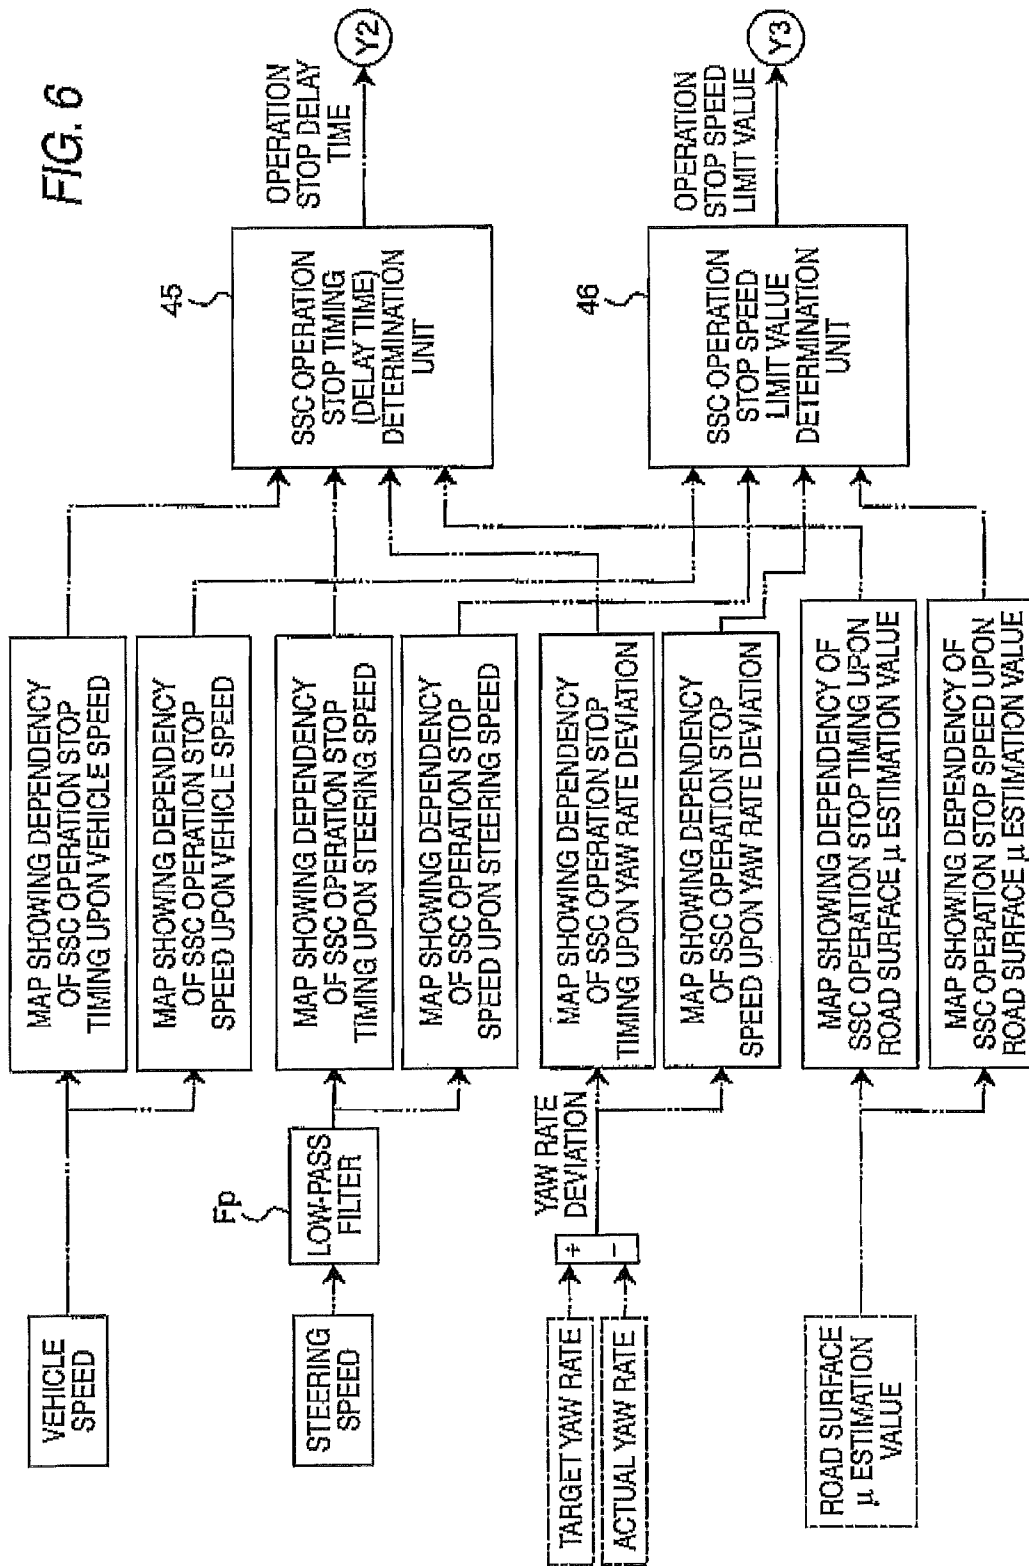 FIG. 6
VEHICLE
SPEED
STEERING
SPEED
TARGET YAW RATE
ACTUAL YAW RATE
ROAD SURFACE
μ ESTIMATION
VALUE
Fp
LOW-PASS
FILTER
+
−
YAW RATE
DEVIATION
MAP SHOWING DEPENDENCY
OF SSC OPERATION STOP
TIMING UPON VEHICLE SPEED
MAP SHOWING DEPENDENCY
OF SSC OPERATION STOP
SPEED UPON VEHICLE SPEED
MAP SHOWING DEPENDENCY
OF SSC OPERATION STOP
TIMING UPON STEERING SPEED
MAP SHOWING DEPENDENCY
OF SSC OPERATION STOP
SPEED UPON STEERING SPEED
MAP SHOWING DEPENDENCY
OF SSC OPERATION STOP
TIMING UPON YAW RATE DEVIATION
MAP SHOWING DEPENDENCY
OF SSC OPERATION STOP
SPEED UPON YAW RATE DEVIATION
MAP SHOWING DEPENDENCY OF
SSC OPERATION STOP TIMING UPON
ROAD SURFACE μ ESTIMATION VALUE
MAP SHOWING DEPENDENCY OF
SSC OPERATION STOP SPEED UPON
ROAD SURFACE μ ESTIMATION VALUE
45
SSC OPERATION
STOP TIMING
(DELAY TIME)
DETERMINATION
UNIT
46
SSC OPERATION
STOP SPEED
LIMIT VALUE
DETERMINATION
UNIT
OPERATION
STOP DELAY
TIME
Y2
OPERATION
STOP SPEED
LIMIT VALUE
Y3